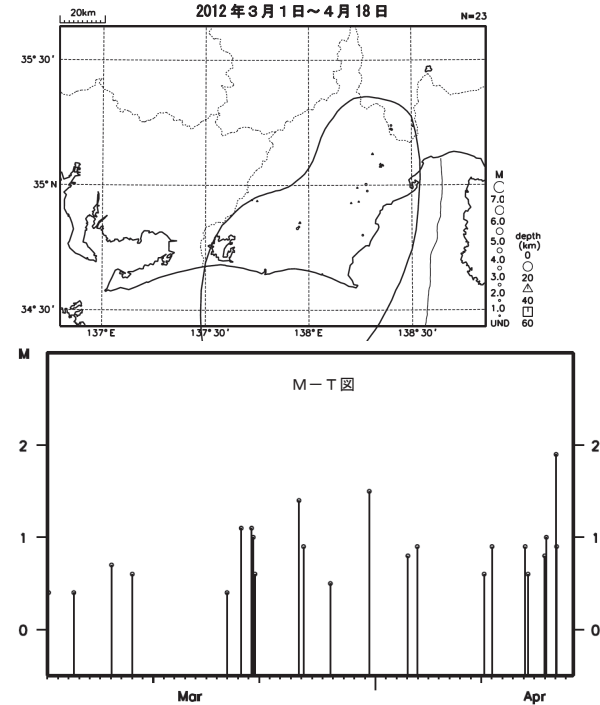 2012年3月1日～4月18日
20km
N=23
35°30'
35°N
34°30'
137°E
137°30'
138°E
138°30'
M
7.0
6.0
5.0
4.0
3.0
2.0
1.0
UND
depth
(km)
0
20
40
60
M
M－T図
2
1
0
2
1
0
Mar
Apr